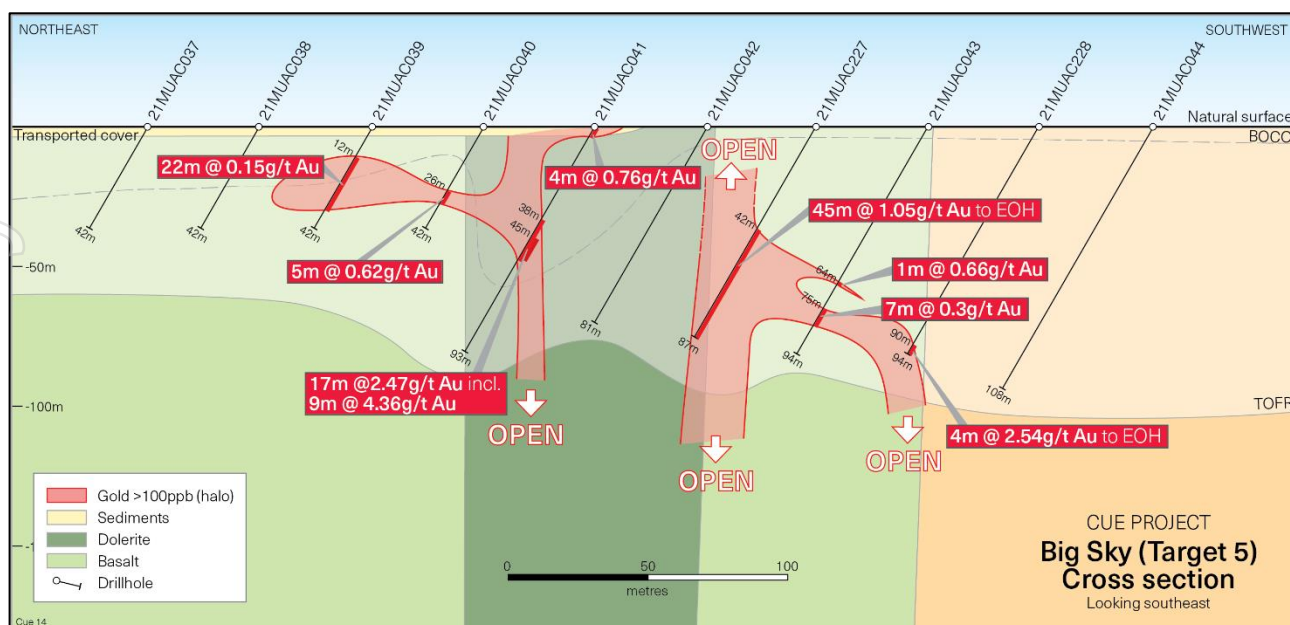 NORTHEAST
SOUTHWEST
21MUAC037
21MUAC038
21MUAC039
21MUAC040
21MUAC041
21MUAC042
21MUAC227
21MUAC043
21MUAC228
21MUAC044
Transported cover
Natural surface
BOCO
12m
22m @ 0.15g/t Au
26m
4m @ 0.76g/t Au
OPEN
38m
45m
42m
42m
42m
42m
42m
45m @ 1.05g/t Au to EOH
-50m
5m @ 0.62g/t Au
64m
1m @ 0.66g/t Au
75m
7m @ 0.3g/t Au
81m
87m
90m
93m
94m
94m
108m
17m @2.47g/t Au incl.
9m @ 4.36g/t Au
-100m
TOFR
OPEN
4m @ 2.54g/t Au to EOH
OPEN
OPEN
Gold >100ppb (halo)
Sediments
Dolerite
Basalt
Drillhole
0
50
100
metres
CUE PROJECT
Big Sky (Target 5)
Cross section
Looking southeast
Cue 14